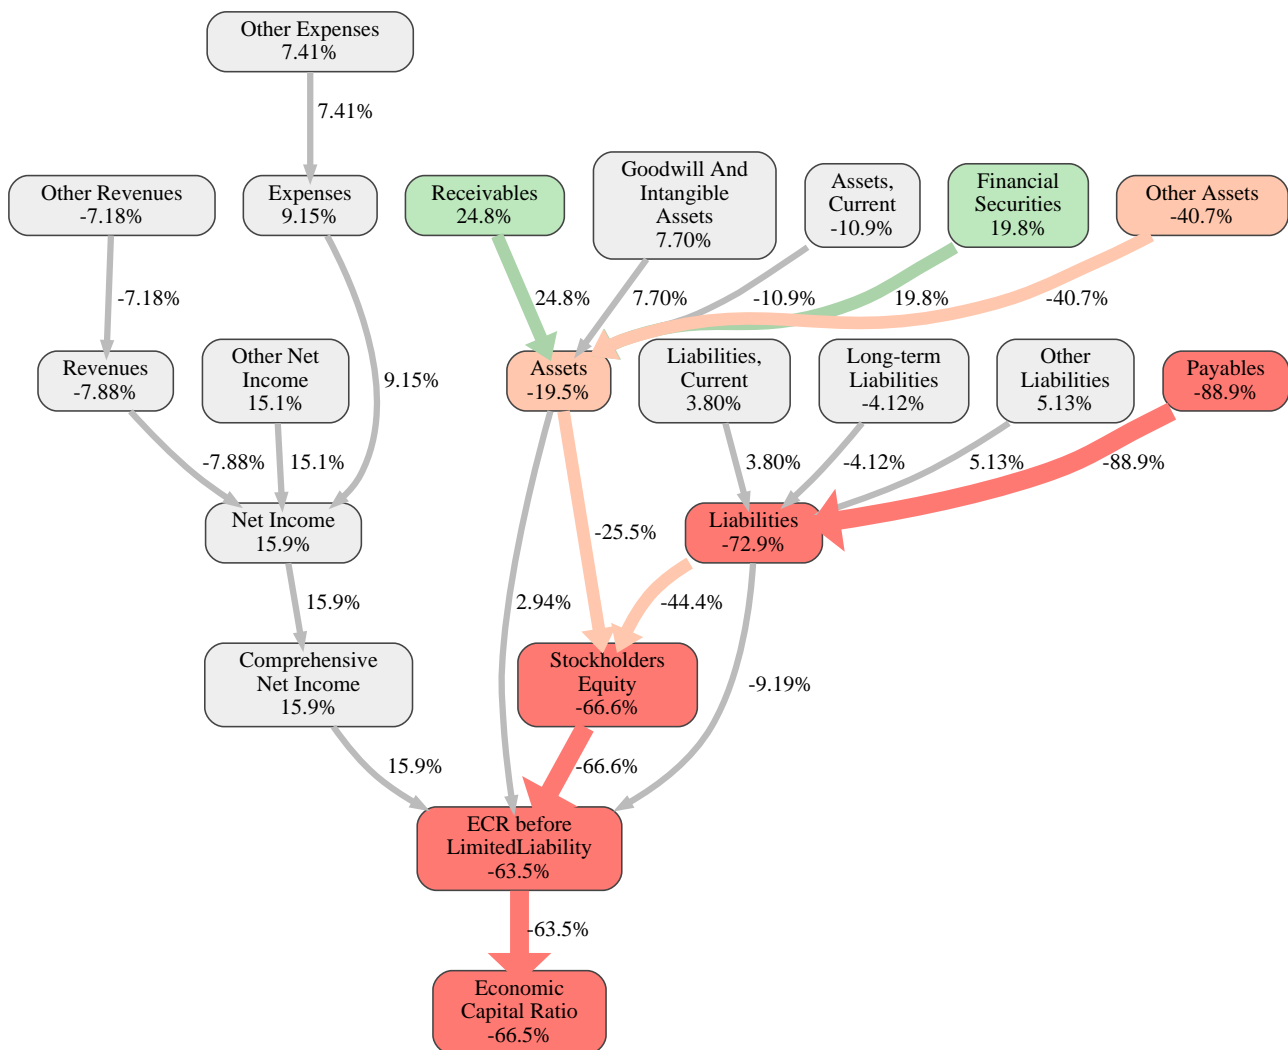 Other Expenses
7.41%
7.41%
Other Revenues
-7.18%
Expenses
9.15%
Receivables
24.8%
Goodwill And
Intangible
Assets
7.70%
Assets,
Current
-10.9%
Financial
Securities
19.8%
Other Assets
-40.7%
-7.18%
9.15%
24.8%
7.70%
-10.9%
19.8%
-40.7%
Revenues
-7.88%
Other Net
Income
15.1%
Assets
-19.5%
Liabilities,
Current
3.80%
Long-term
Liabilities
-4.12%
Other
Liabilities
5.13%
Payables
-88.9%
-7.88%
15.1%
3.80%
-4.12%
5.13%
-88.9%
Net Income
15.9%
-25.5%
Liabilities
-72.9%
15.9%
2.94%
-44.4%
-9.19%
Comprehensive
Net Income
15.9%
Stockholders
Equity
-66.6%
15.9%
-66.6%
ECR before
LimitedLiability
-63.5%
-63.5%
Economic
Capital Ratio
-66.5%